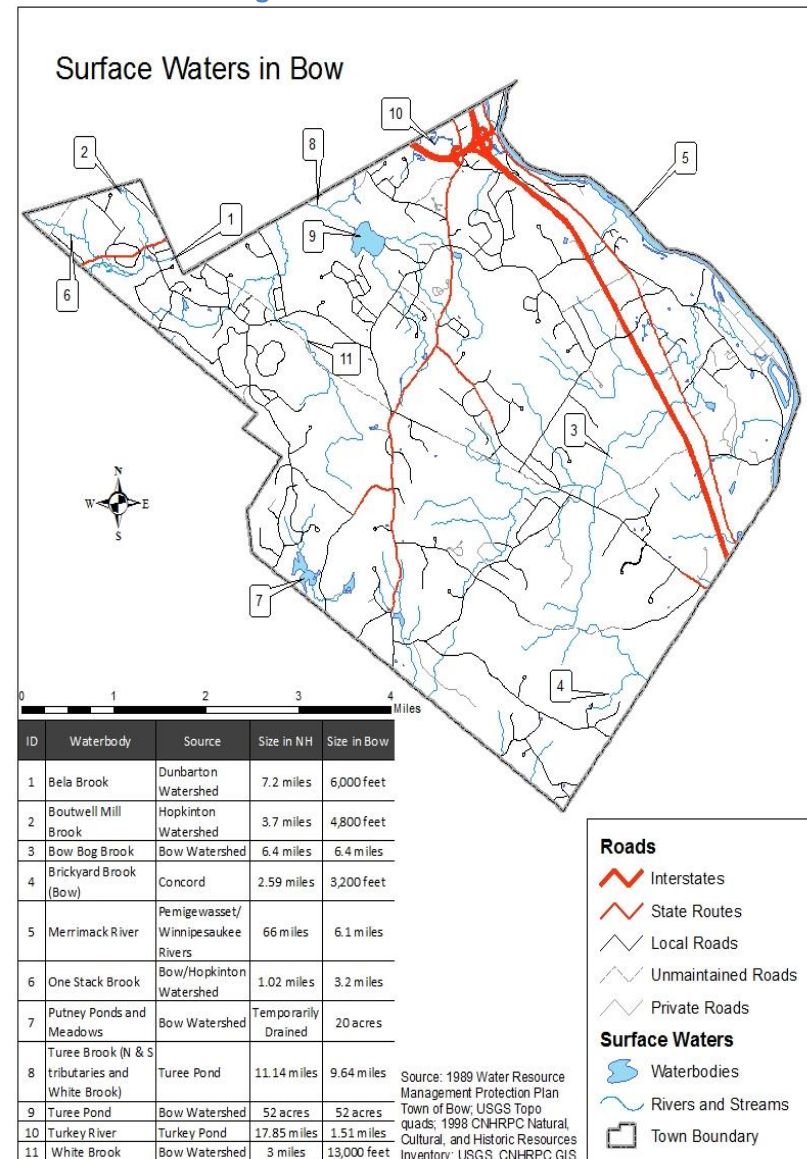 Surface Waters in Bow
10
2
8
5
1
9
6
11
3
N
W E
S
7
4
0 1 2 3 4
Miles
ID Waterbody Source Size in NH Size in Bow
1 Bela Brook Dunbarton Watershed 7.2 miles 6,000 feet
2 Boutwell Mill Brook Hopkinton Watershed 3.7 miles 4,800 feet
3 Bow Bog Brook Bow Watershed 6.4 miles 6.4 miles
4 Brickyard Brook (Bow) Concord 2.59 miles 3,200 feet
5 Merrimack River Pemigewasset/ Winnipesaukee Rivers 66 miles 6.1 miles
6 One Stack Brook Bow/Hopkinton Watershed 1.02 miles 3.2 miles
7 Putney Ponds and Meadows Bow Watershed Temporarily Drained 20 acres
8 Turee Brook (N & S tributaries and White Brook) Turee Pond 11.14 miles 9.64 miles
9 Turee Pond Bow Watershed 52 acres 52 acres
10 Turkey River Turkey Pond 17.85 miles 1.51 miles
11 White Brook Bow Watershed 3 miles 13,000 feet
Source: 1989 Water Resource
Management Protection Plan
Town of Bow; USGS Topo
quads; 1998 CNHRPC Natural,
Cultural, and Historic Resources
Inventory; USGS, CNHRPC GIS
Roads
Interstates
State Routes
Local Roads
Unmaintained Roads
Private Roads
Surface Waters
Waterbodies
Rivers and Streams
Town Boundary